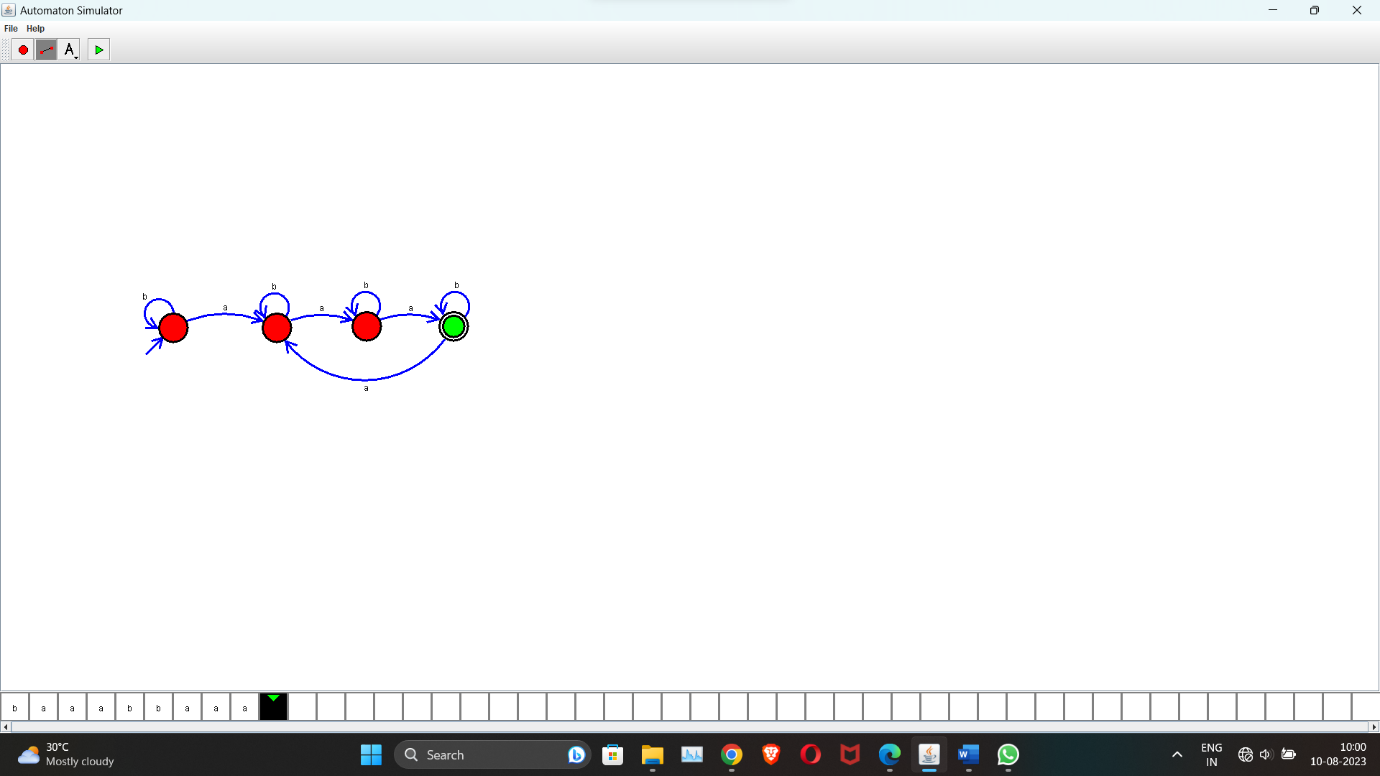 Automaton Simulator
File Help
A
b b b b
a a a
a
b a a a b b a a a
30°C
Mostly cloudy
Search
ENG
IN
10:00
10-08-2023